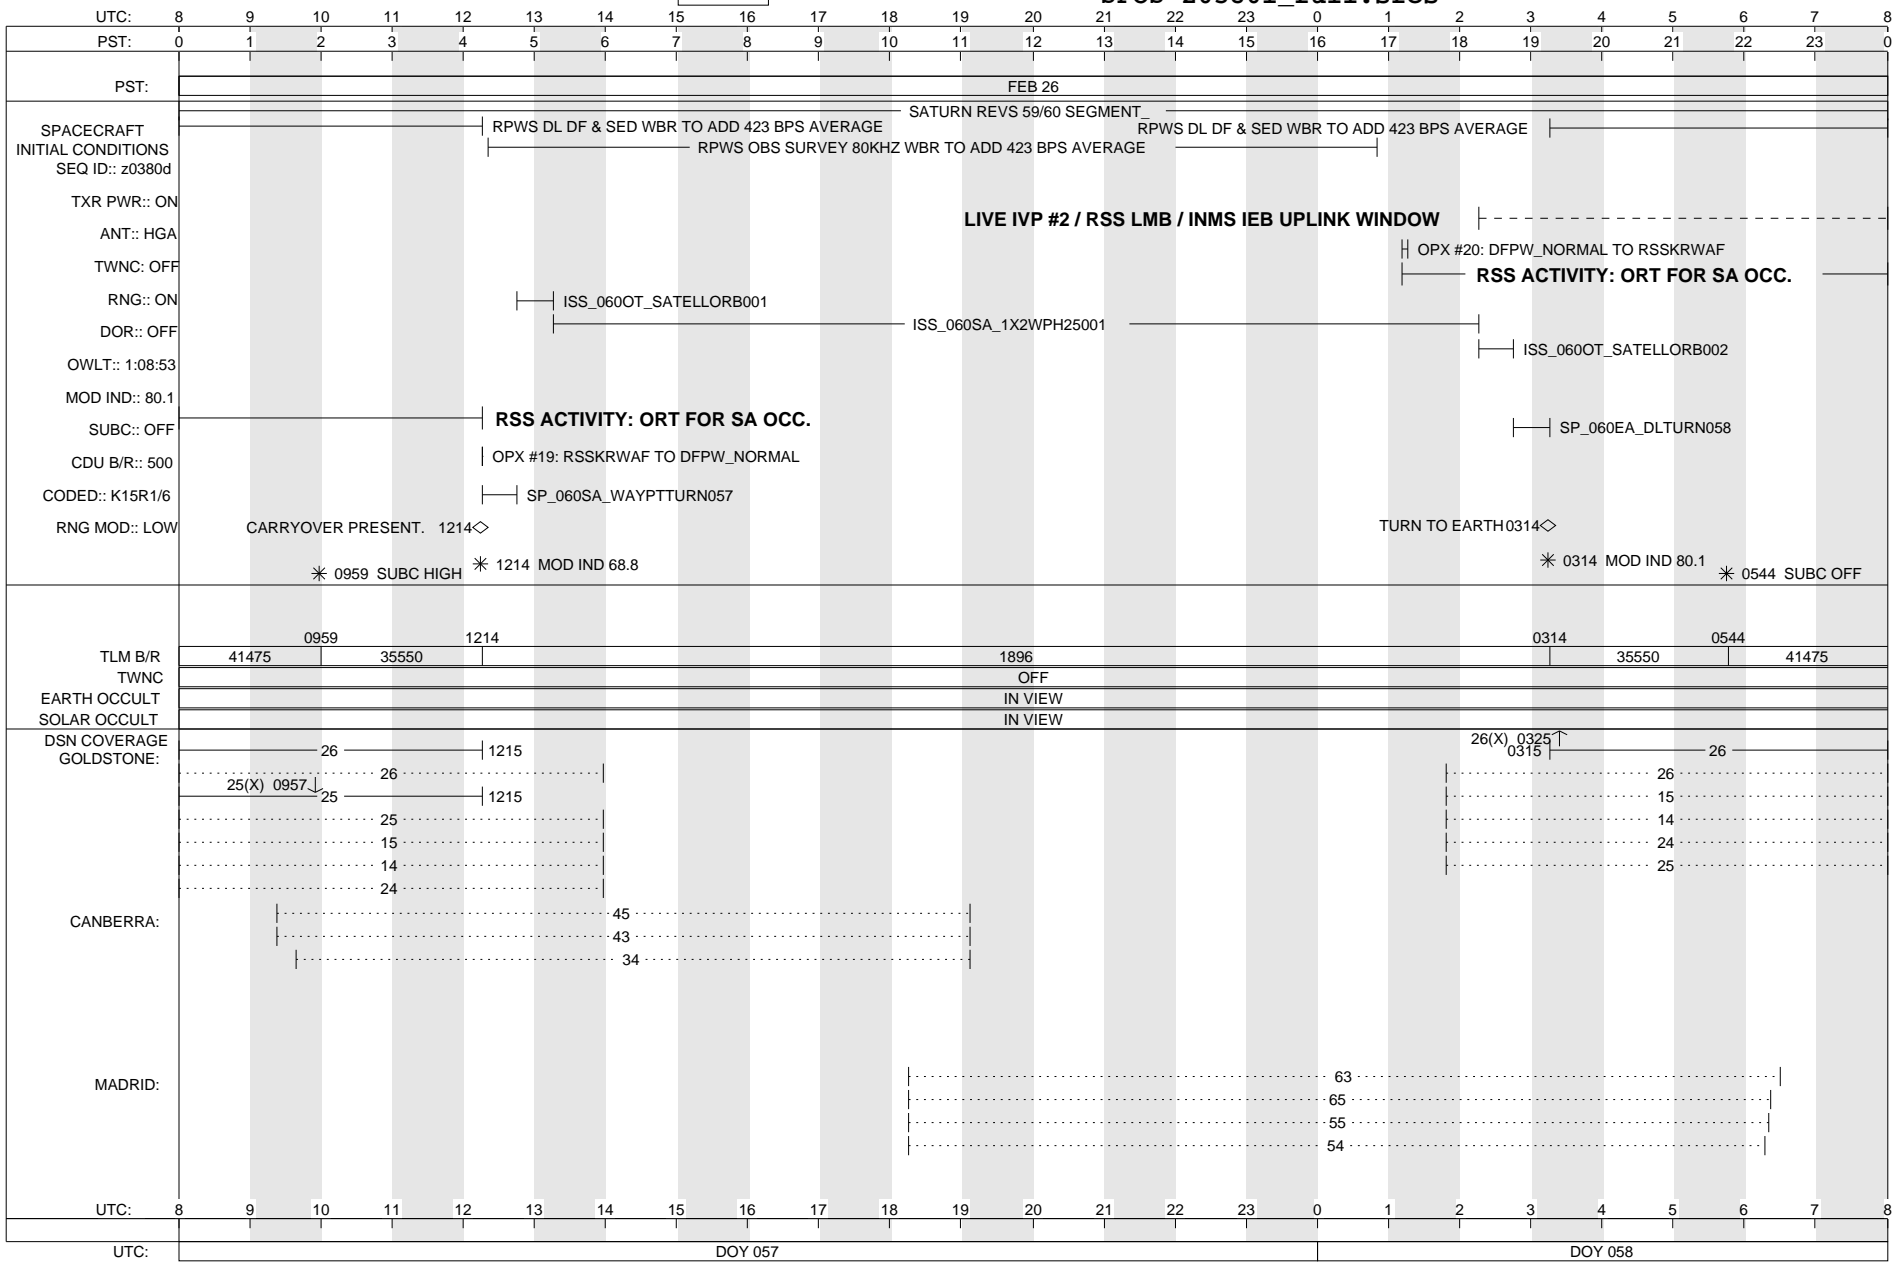 UTC: 8 9 10 11 12 13 14 15 16 17 18 19 20 21 22 23 0 1 2 3 4 5 6 7 8
PST: 0 1 2 3 4 5 6 7 8 9 10 11 12 13 14 15 16 17 18 19 20 21 22 23 0
PST: FEB 26
SATURN REVS 59/60 SEGMENT_
SPACECRAFT
INITIAL CONDITIONS
SEQ ID:: z0380d
RPWS DL DF & SED WBR TO ADD 423 BPS AVERAGE
RPWS DL DF & SED WBR TO ADD 423 BPS AVERAGE
RPWS OBS SURVEY 80KHZ WBR TO ADD 423 BPS AVERAGE
TXR PWR:: ON
LIVE IVP #2 / RSS LMB / INMS IEB UPLINK WINDOW
ANT:: HGA
OPX #20: DFPW_NORMAL TO RSSKRWAF
TWNC: OFF
RSS ACTIVITY: ORT FOR SA OCC.
RNG:: ON
ISS_060OT_SATELLORB001
DOR:: OFF
ISS_060SA_1X2WPH25001
ISS_060OT_SATELLORB002
OWLT:: 1:08:53
MOD IND:: 80.1
RSS ACTIVITY: ORT FOR SA OCC.
SUBC:: OFF
SP_060EA_DLTURN058
CDU B/R:: 500
OPX #19: RSSKRWAF TO DFPW_NORMAL
CODED:: K15R1/6
SP_060SA_WAYPTTURN057
RNG MOD:: LOW
CARRYOVER PRESENT. 1214
TURN TO EARTH 0314
0959 SUBC HIGH
1214 MOD IND 68.8
0314 MOD IND 80.1
0544 SUBC OFF
0959 1214 0314 0544
TLM B/R 41475 35550 1896 35550 41475
TWNC OFF
EARTH OCCULT IN VIEW
SOLAR OCCULT IN VIEW
DSN COVERAGE
GOLDSTONE:
26 1215
26(X) 0325
0315 26
26 26
25(X) 0957
25 1215
15
25 14
15 24
14 25
24
CANBERRA:
45
43
34
MADRID:
63
65
55
54
UTC: 8 9 10 11 12 13 14 15 16 17 18 19 20 21 22 23 0 1 2 3 4 5 6 7 8
UTC: DOY 057 DOY 058